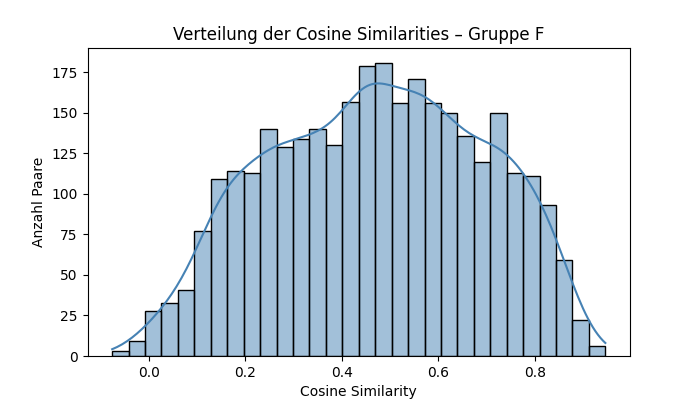 Verteilung der Cosine Similarities – Gruppe F
Anzahl Paare
175
150
125
100
75
50
25
0
0.0 0.2 0.4 0.6 0.8
Cosine Similarity